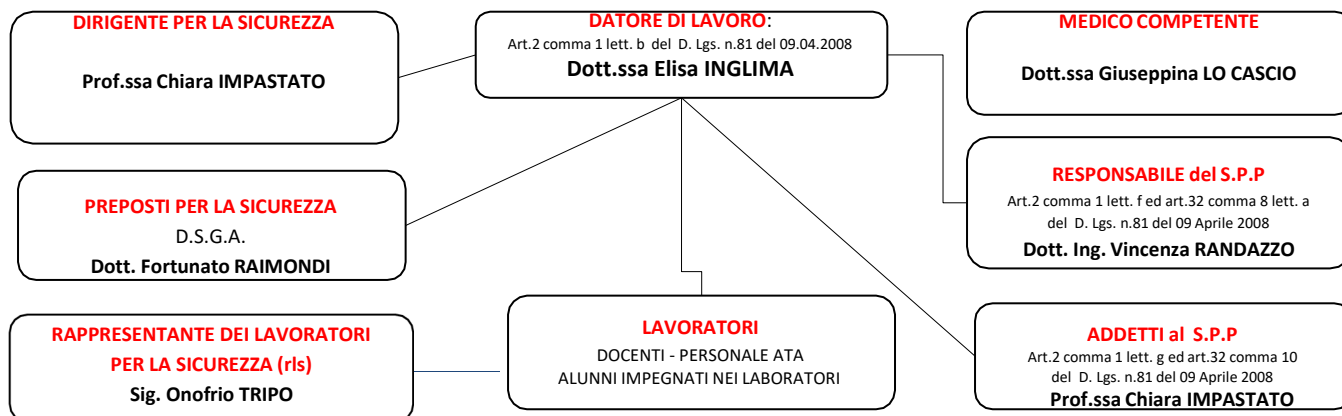 DIRIGENTE PER LA SICUREZZA
Prof.ssa Chiara IMPASTATO
DATORE DI LAVORO:
Art.2 comma 1 lett. b del D. Lgs. n.81 del 09.04.2008
Dott.ssa Elisa INGLIMA
MEDICO COMPETENTE
Dott.ssa Giuseppina LO CASCIO
PREPOSTI PER LA SICUREZZA
D.S.G.A.
Dott. Fortunato RAIMONDI
RESPONSABILE del S.P.P
Art.2 comma 1 lett. f ed art.32 comma 8 lett. a
del D. Lgs. n.81 del 09 Aprile 2008
Dott. Ing. Vincenza RANDAZZO
RAPPRESENTANTE DEI LAVORATORI
PER LA SICUREZZA (rls)
Sig. Onofrio TRIPO
LAVORATORI
DOCENTI - PERSONALE ATA
ALUNNI IMPEGNATI NEI LABORATORI
ADDETTI al S.P.P
Art.2 comma 1 lett. g ed art.32 comma 10
del D. Lgs. n.81 del 09 Aprile 2008
Prof.ssa Chiara IMPASTATO